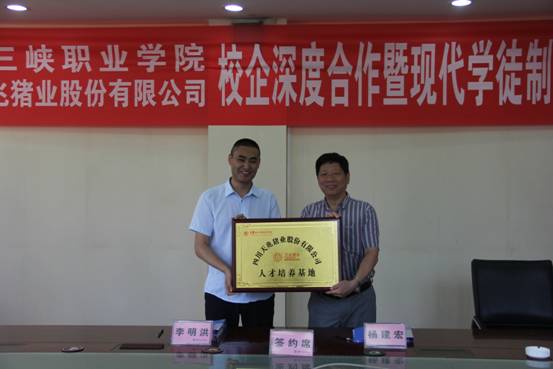 三峡职业学院
猪业股份有限公司
校企深度合作暨现代学徒制
四川天兆猪业股份有限公司
人才培养基地
李明洪
签约席
杨建宏